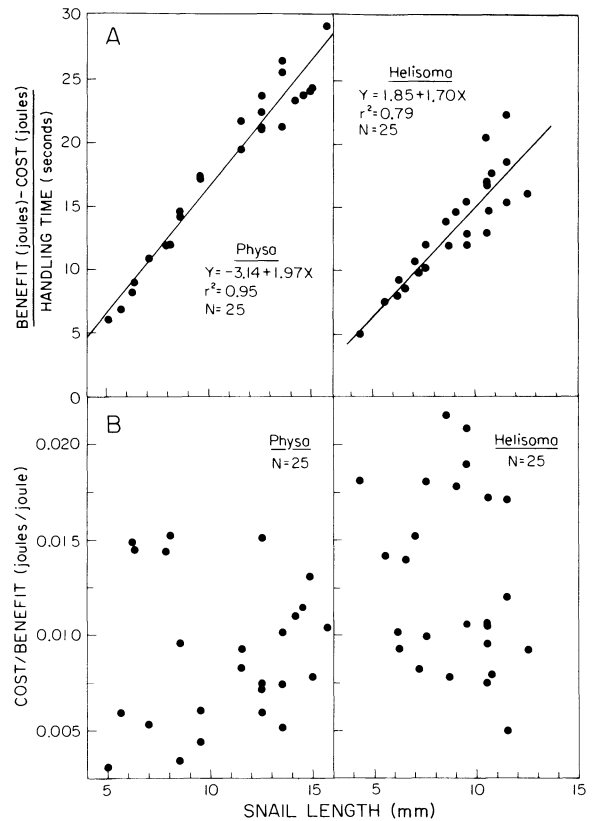 A
30
25
20
15
10
5
0
BENEFIT (joules) - COST (joules)
HANDLING TIME (seconds)
Physa
Y = -3.14+1.97X
r²=0.95
N=25
Helisoma
Y = 1.85+1.70X
r²=0.79
N=25
B
0.020
0.015
0.010
0.005
COST/BENEFIT (joules/joule)
Physa
N=25
Helisoma
N=25
5 10 15 5 10 15
SNAIL LENGTH (mm)